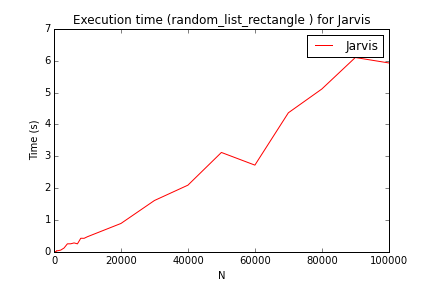 Execution time (random_list_rectangle ) for Jarvis
7
6
5
4
3
2
1
0
Time (s)
Jarvis
0 20000 40000 60000 80000 100000
N